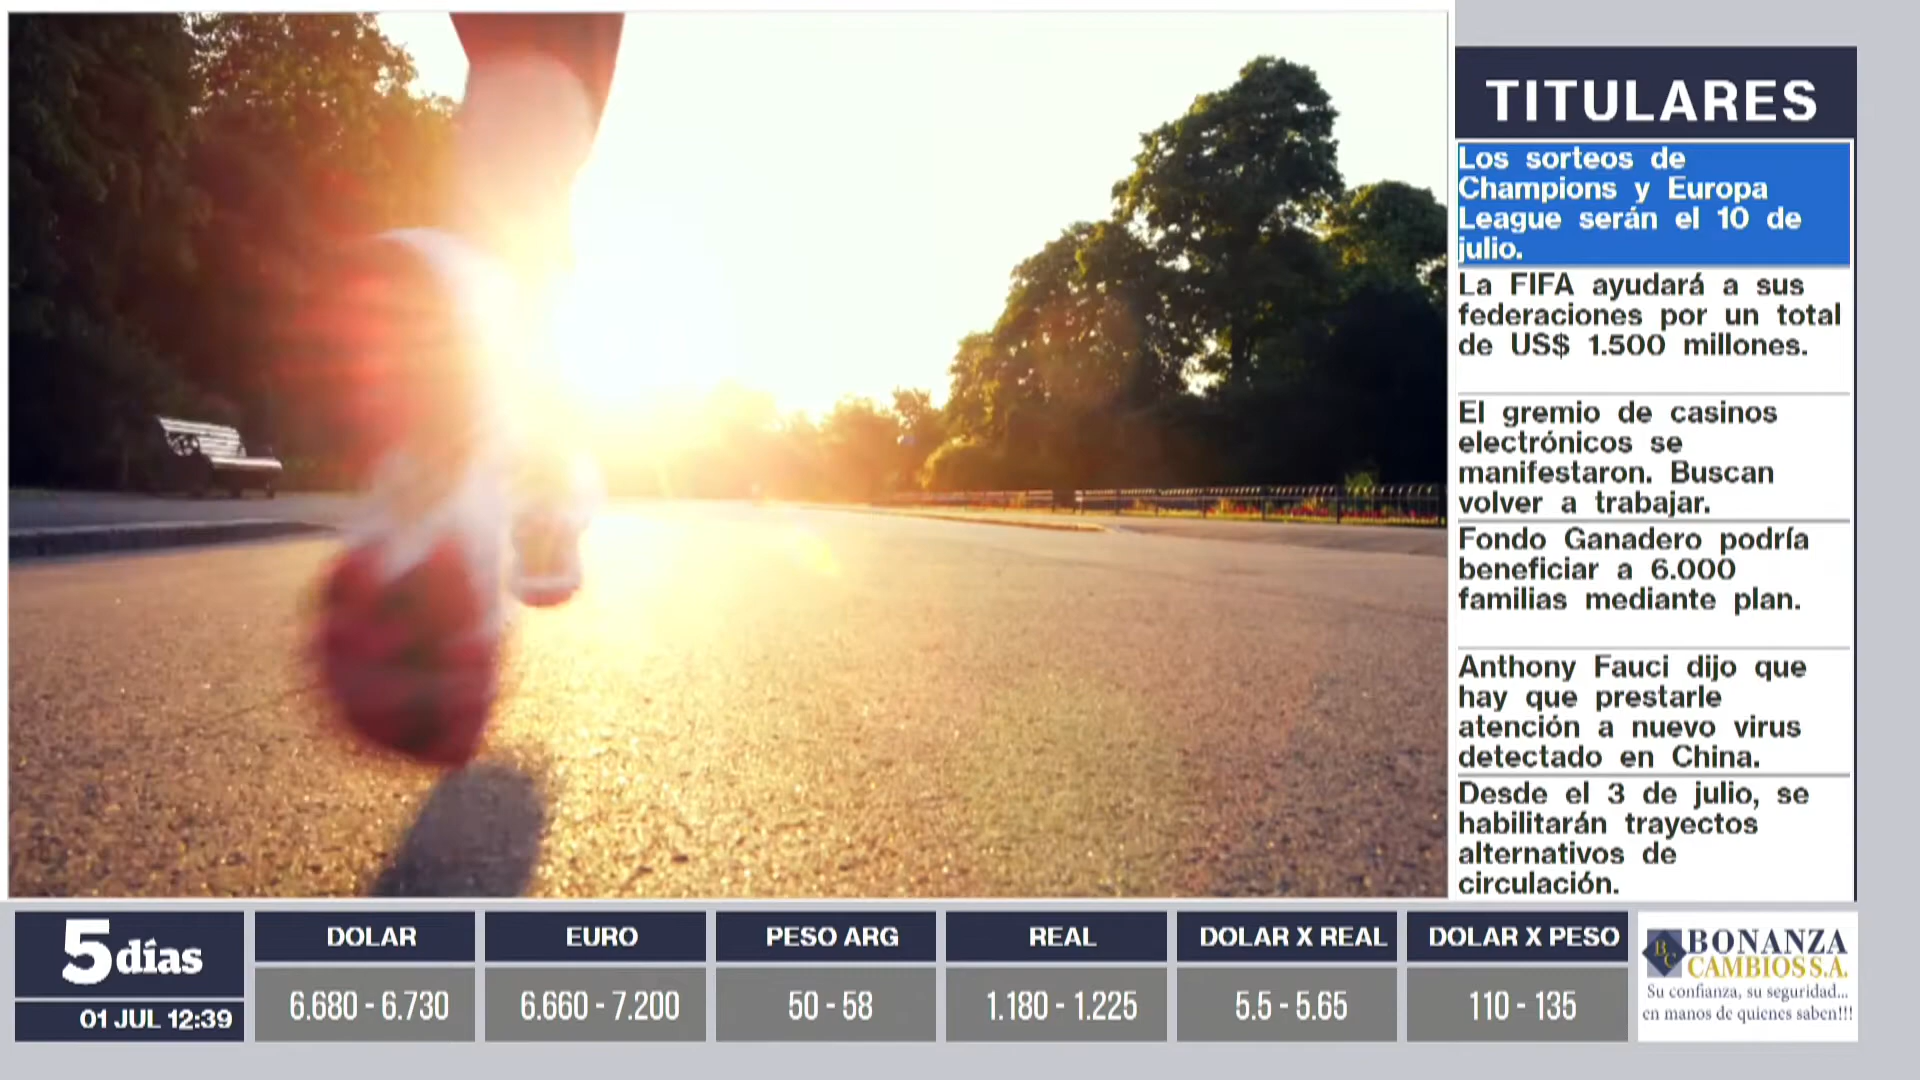 TITULARES
Los sorteos de
Champions y Europa
League serán el 10 de
julio.
La FIFA ayudará a sus
federaciones por un total
de US$ 1.500 millones.
El gremio de casinos
electrónicos se
manifestaron. Buscan
volver a trabajar.
Fondo Ganadero podría
beneficiar a 6.000
familias mediante plan.
Anthony Fauci dijo que
hay que prestarle
atención a nuevo virus
detectado en China.
Desde el 3 de julio, se
habilitarán trayectos
alternativos de
circulación.
5días
01 JUL 12:39
DOLAR
6.680 - 6.730
EURO
6.660 - 7.200
PESO ARG
50 - 58
REAL
1.180 - 1.225
DOLAR X REAL
5.5 - 5.65
DOLAR X PESO
110 - 135
BC
BONANZA
CAMBIOS S.A.
Su confianza, su seguridad...
en manos de quienes saben!!!